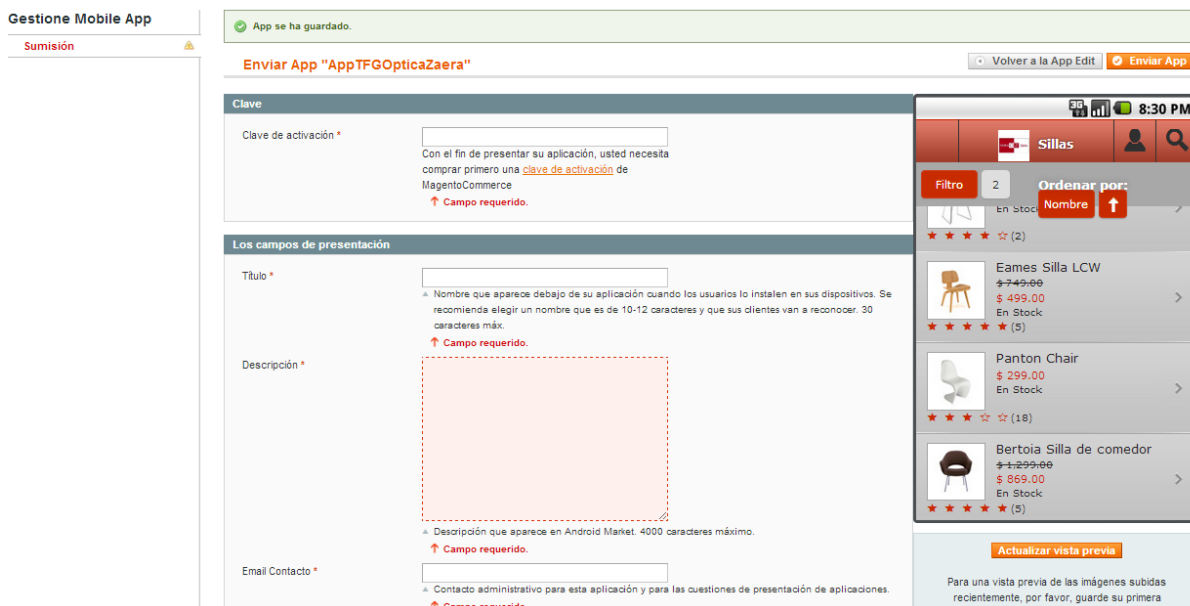 Gestione Mobile App
Sumisión
App se ha guardado.
Enviar App "AppTFGOpticaZaera"
Volver a la App Edit
Enviar App
Clave
Clave de activación *
Con el fin de presentar su aplicación, usted necesita
comprar primero una clave de activación de
MagentoCommerce
Campo requerido.
Los campos de presentación
Título *
Nombre que aparece debajo de su aplicación cuando los usuarios lo instalen en sus dispositivos. Se
recomienda elegir un nombre que es de 10-12 caracteres y que sus clientes van a reconocer. 30
caracteres máx.
Campo requerido.
Descripción *
Descripción que aparece en Android Market. 4000 caracteres máximo.
Campo requerido.
Email Contacto *
Contacto administrativo para esta aplicación y para las cuestiones de presentación de aplicaciones.
Campo requerido.
3G
8:30 PM
Sillas
Filtro
2
Ordenar por:
Nombre
En Stock
(2)
Eames Silla LCW
$ 749.00
$ 499.00
En Stock
(5)
Panton Chair
$ 299.00
En Stock
(18)
Bertoia Silla de comedor
$ 1,299.00
$ 869.00
En Stock
(5)
Actualizar vista previa
Para una vista previa de las imágenes subidas
recientemente, por favor, guarde su primera